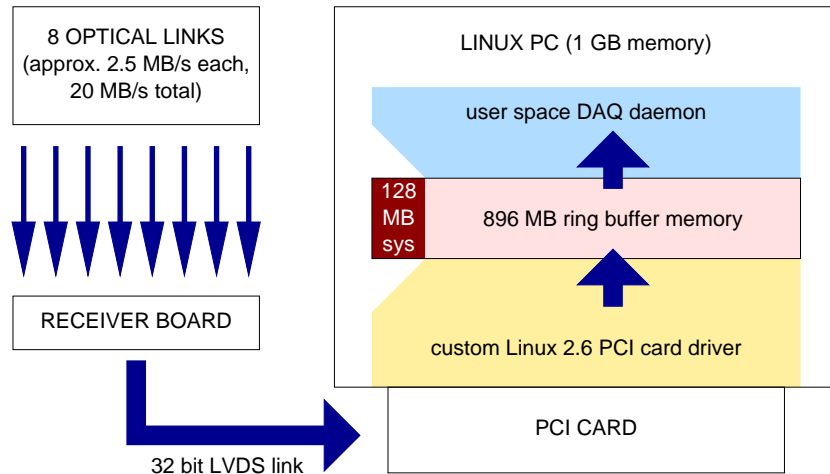 8 OPTICAL LINKS
(approx. 2.5 MB/s each,
20 MB/s total)
RECEIVER BOARD
32 bit LVDS link
LINUX PC (1 GB memory)
user space DAQ daemon
128
MB
sys
896 MB ring buffer memory
custom Linux 2.6 PCI card driver
PCI CARD